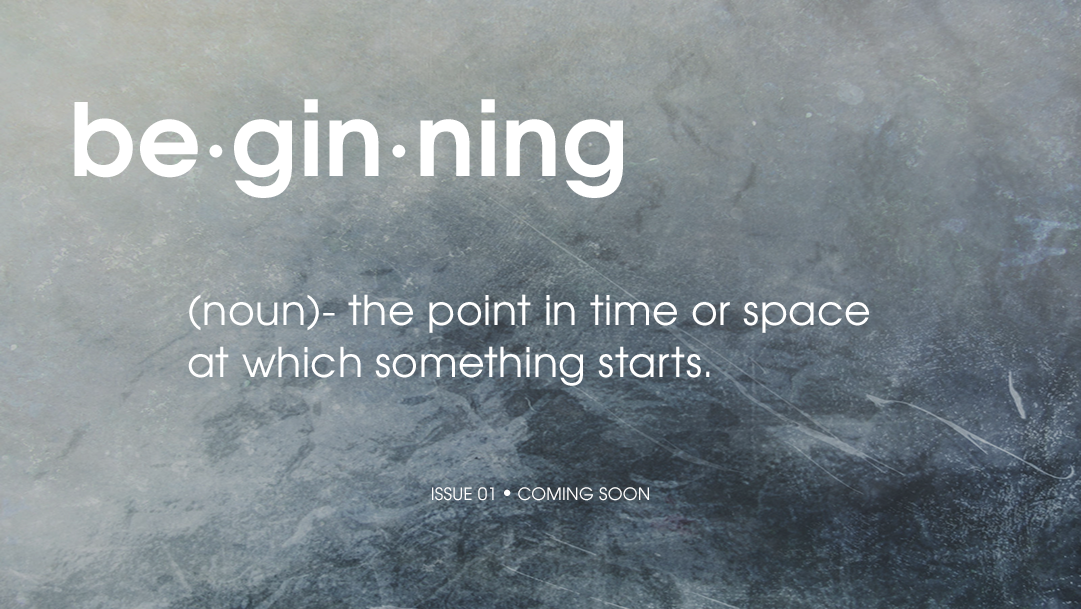 be·gin·ning
(noun)- the point in time or space
at which something starts.
ISSUE 01 • COMING SOON